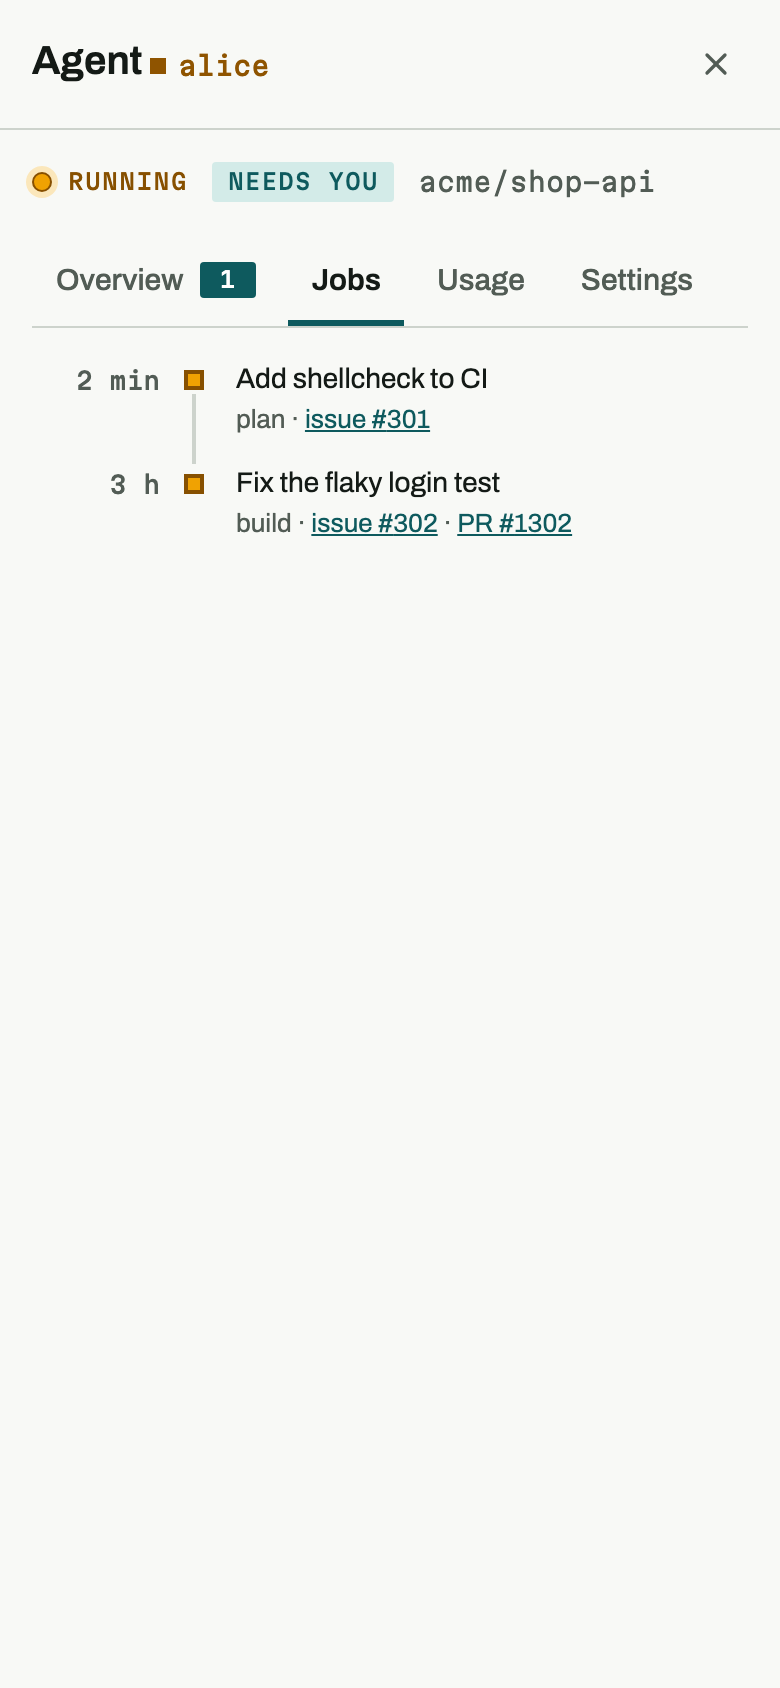 Agent alice
RUNNING NEEDS YOU acme/shop-api
Overview 1 Jobs Usage Settings
2 min Add shellcheck to CI
plan · issue #301
3 h Fix the flaky login test
build · issue #302 · PR #1302